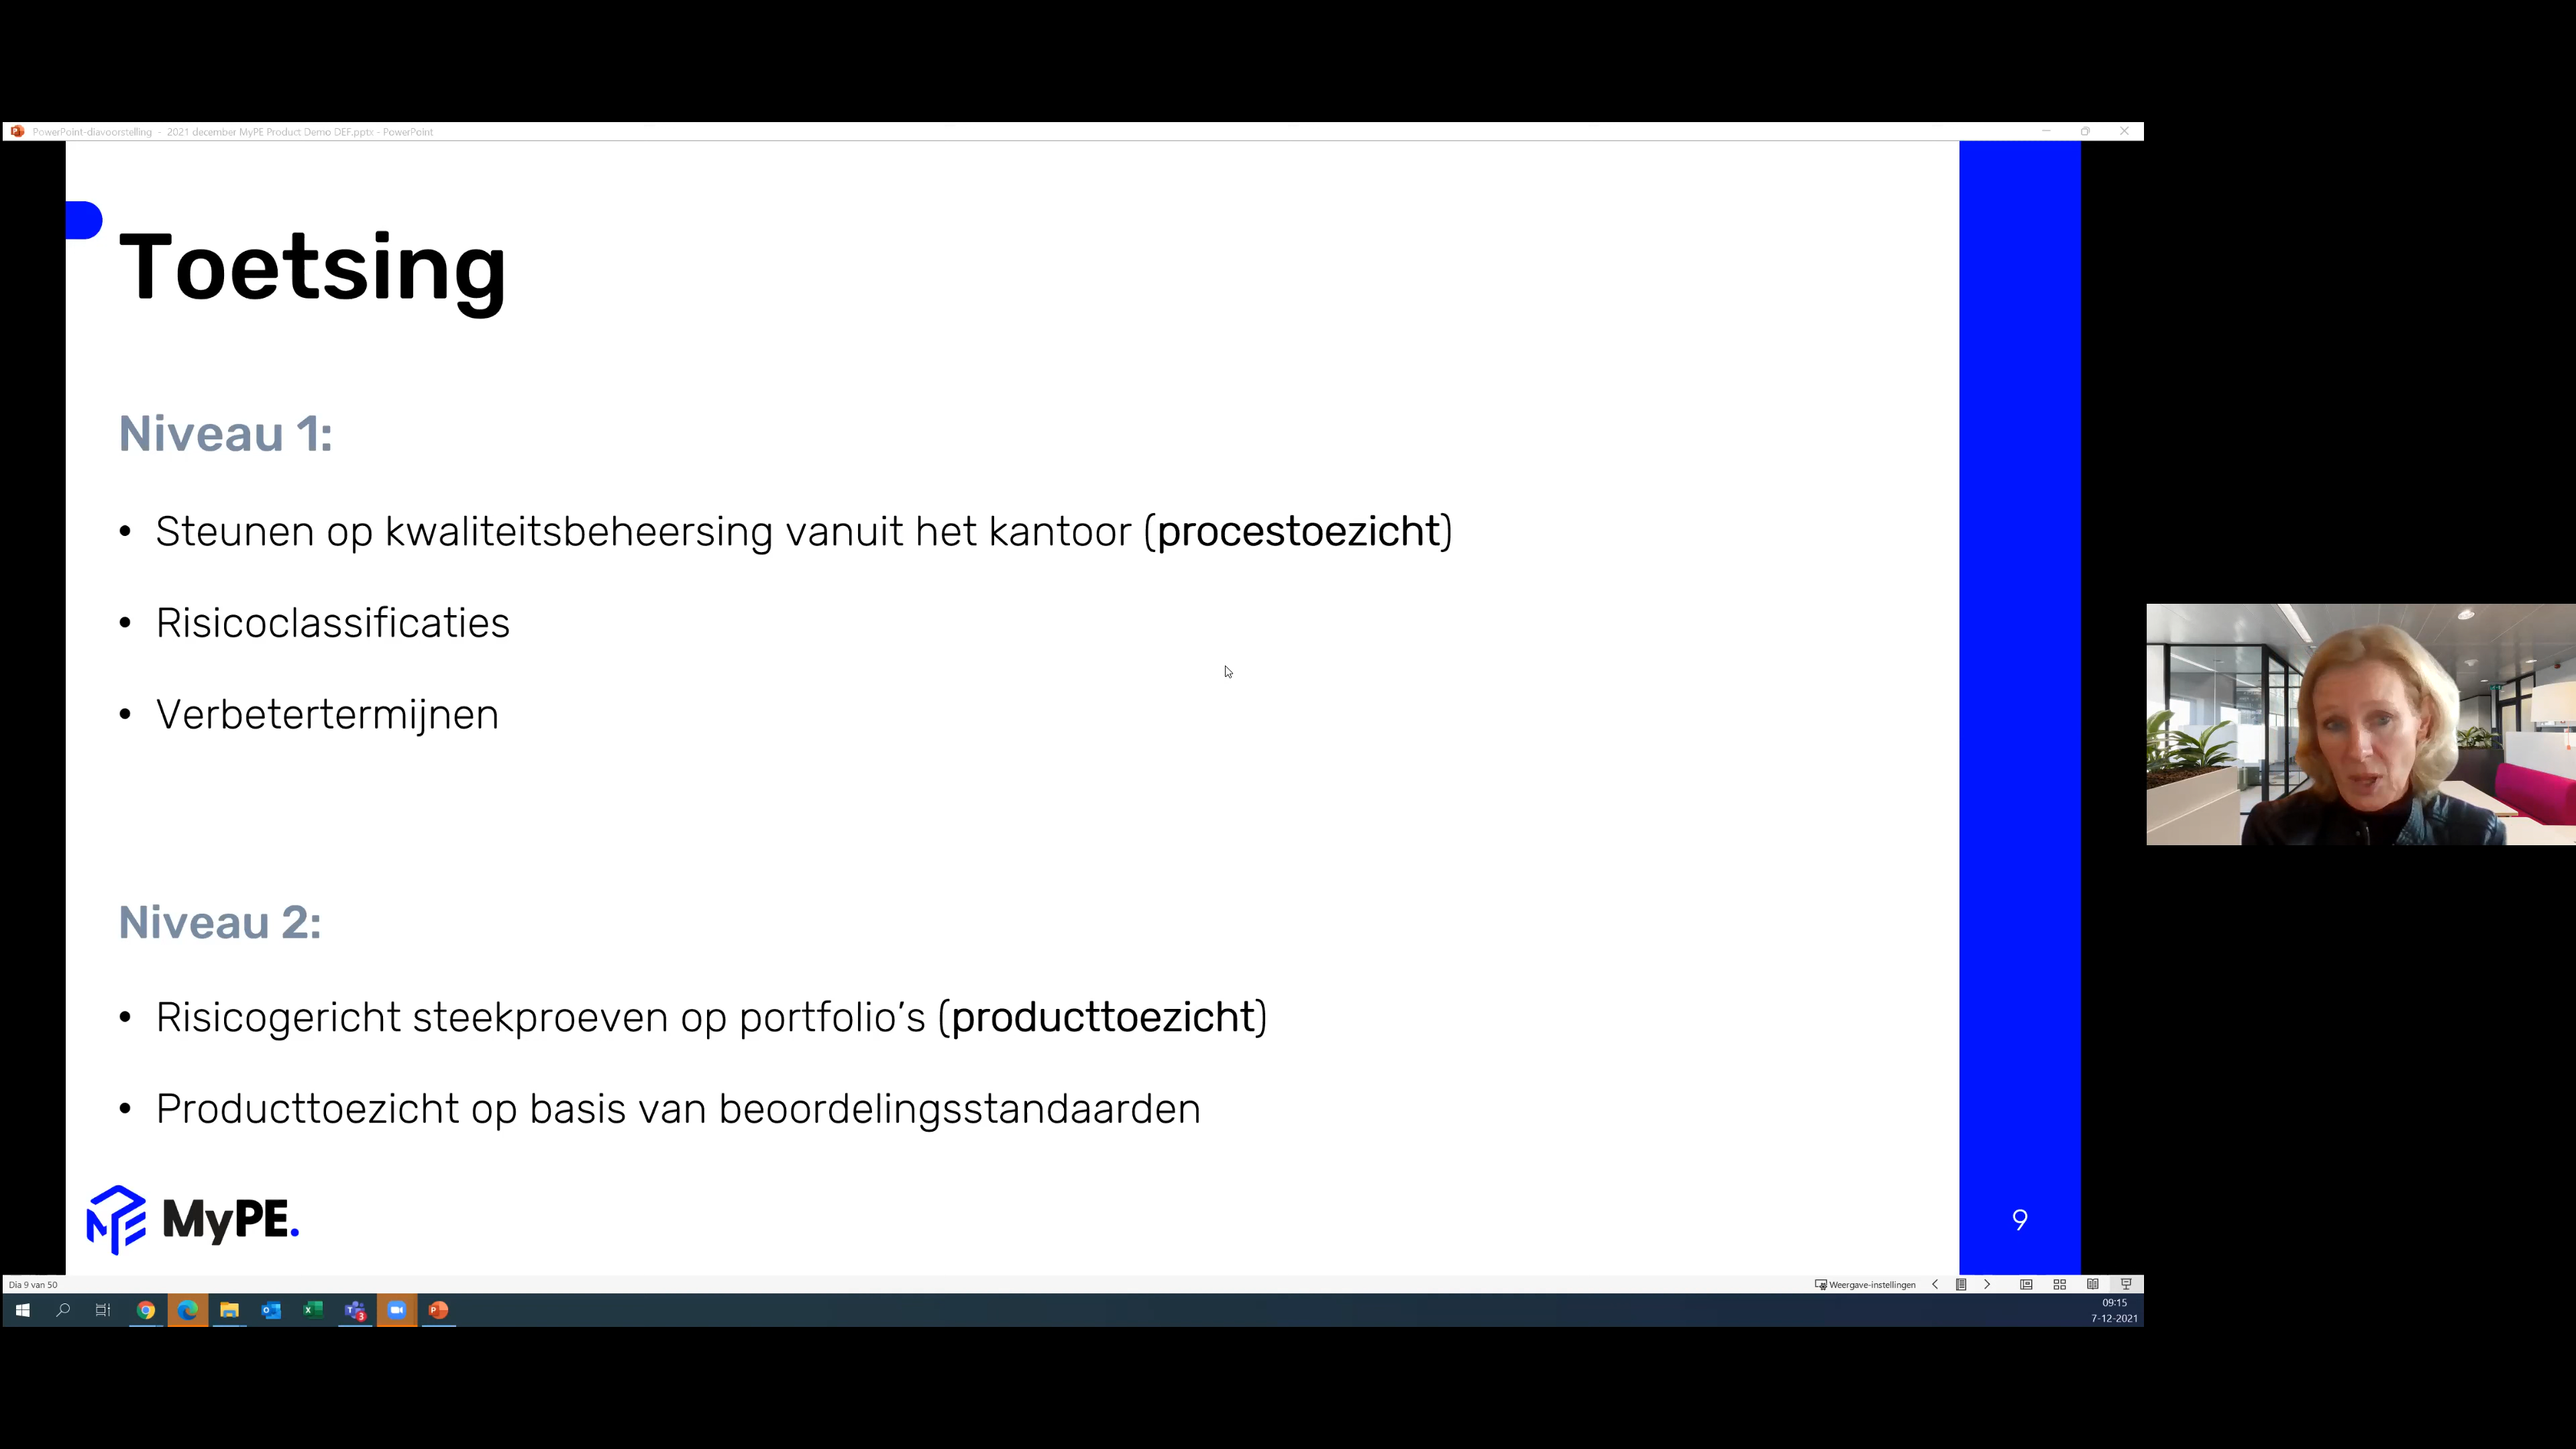 PowerPoint-diavoorstelling - 2021 december MyPE Product Demo DEF.pptx - PowerPoint
Toetsing
Niveau 1:
• Steunen op kwaliteitsbeheersing vanuit het kantoor (procestoezicht)
• Risicoclassificaties
• Verbetertermijnen
Niveau 2:
• Risicogericht steekproeven op portfolio's (producttoezicht)
• Producttoezicht op basis van beoordelingsstandaarden
MyPE.
9
Dia 9 van 50
Weergave-instellingen
3
09:15
7-12-2021